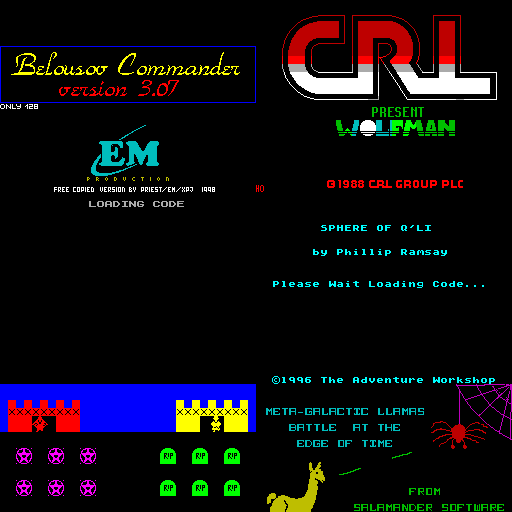 Belousov Commander
version 3.07
ONLY 128
EM
PRODUCTION
FREE COPIED VERSION BY PRIEST/EM/XPJ 1998
LOADING CODE
CRL
PRESENT
WOLFMAN
NO
©1988 CRL GROUP PLC
SPHERE OF Q'LI
by Phillip Ramsay
Please Wait Loading Code...
©1996 The Adventure Workshop
RIP RIP RIP
RIP RIP RIP
META-GALACTIC LLAMAS
BATTLE AT THE
EDGE OF TIME
FROM
SALAMANDER SOFTWARE